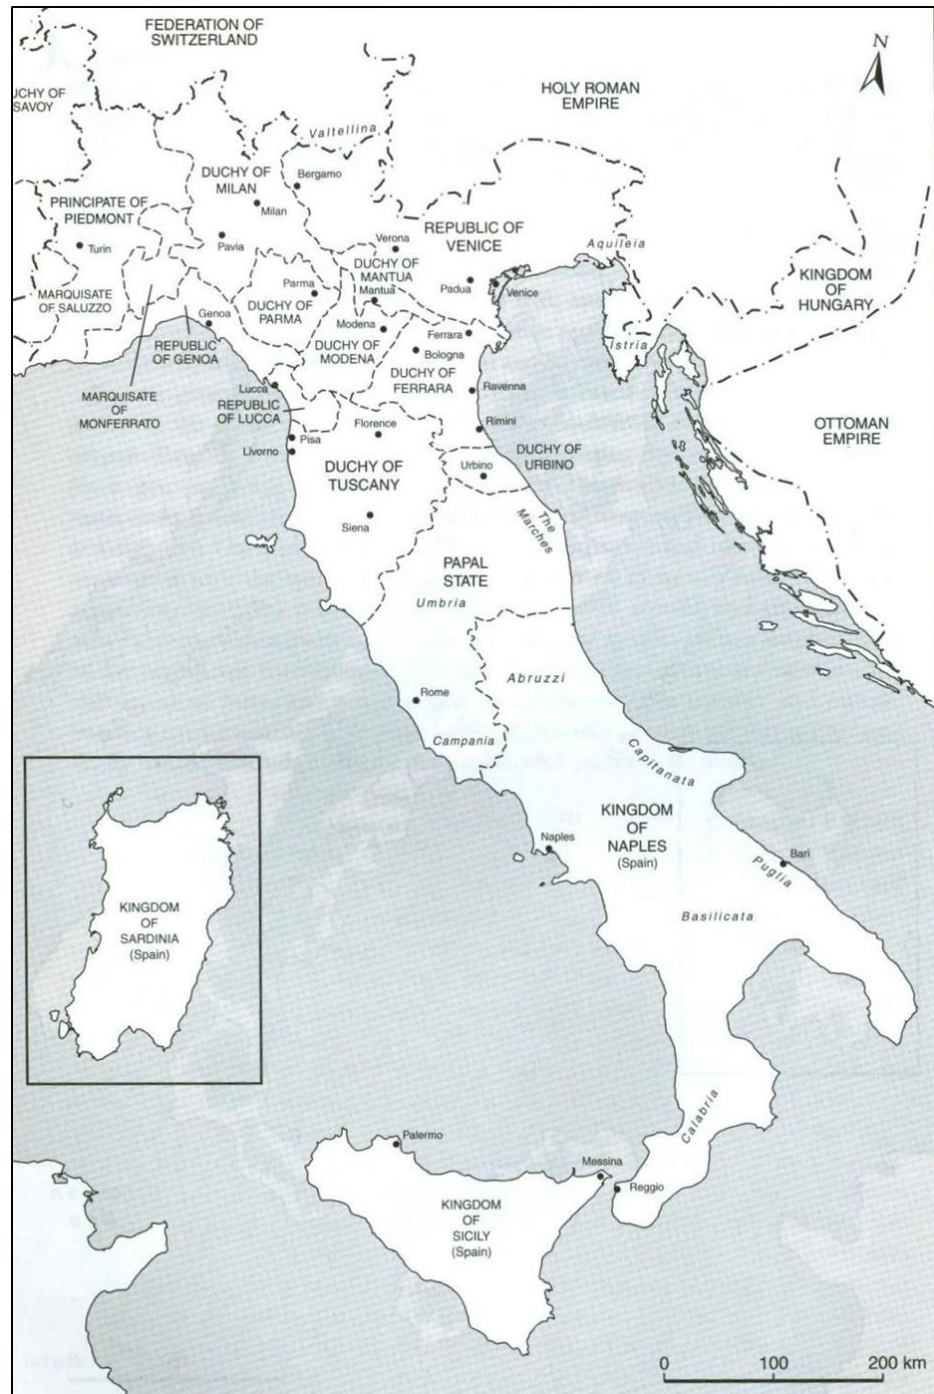 FEDERATION OF
SWITZERLAND
N
UCHY OF
SAVOY
HOLY ROMAN
EMPIRE
Valtellina
DUCHY OF
MILAN
Bergamo
Milan
PRINCIPATE OF
PIEDMONT
Turin
Pavia
Verona
REPUBLIC OF
VENICE
Aquileia
DUCHY OF
MANTUA
Mantua
Padua
Venice
KINGDOM
OF
HUNGARY
MARQUISATE
OF SALUZZO
Parma
DUCHY OF
PARMA
Genoa
REPUBLIC
OF GENOA
Modena
DUCHY OF
MODENA
Ferrara
Bologna
DUCHY OF
FERRARA
Istria
MARQUISATE
OF
MONFERRATO
Lucca
REPUBLIC
OF LUCCA
Ravenna
Florence
Rimini
Pisa
Livorno
OTTOMAN
EMPIRE
DUCHY OF
TUSCANY
Urbino
DUCHY OF
URBINO
Siena
The
Marches
PAPAL
STATE
Umbria
Abruzzi
Rome
Campania
Capitanata
KINGDOM
OF
NAPLES
(Spain)
Naples
Bari
Puglia
Basilicata
KINGDOM
OF
SARDINIA
(Spain)
Calabria
Palermo
Messina
Reggio
KINGDOM
OF
SICILY
(Spain)
0 100 200 km